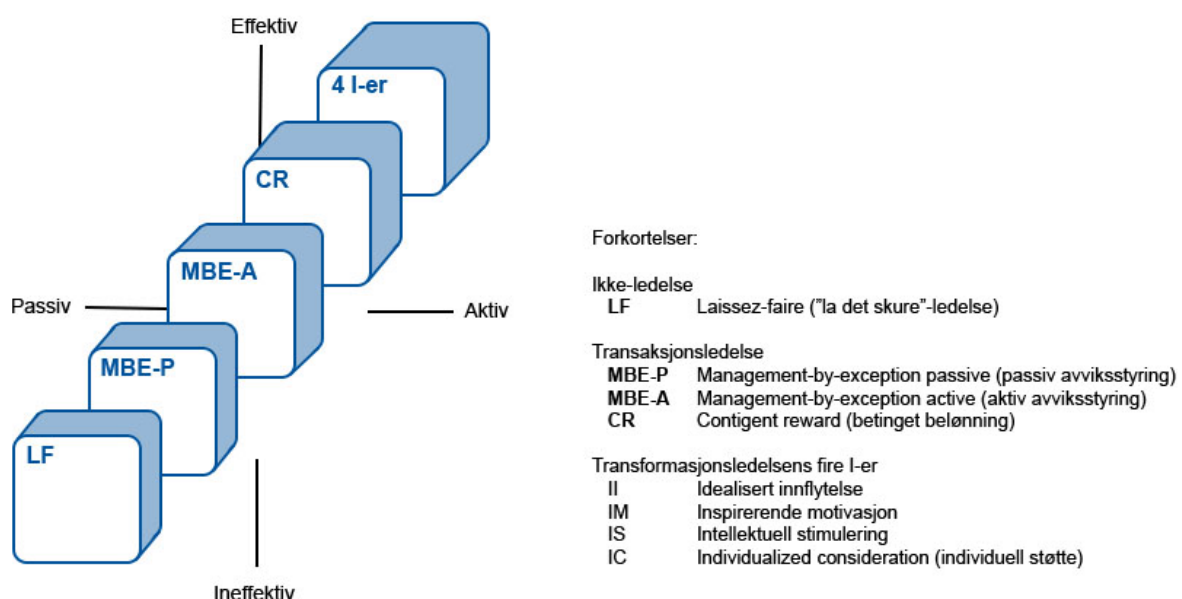 Effektiv
4 I-er
CR
MBE-A
Passiv
Aktiv
MBE-P
LF
Ineffektiv
Forkortelser:
Ikke-ledelse
LF Laissez-faire (”la det skure”-ledelse)
Transaksjonsledelse
MBE-P Management-by-exception passive (passiv avviksstyring)
MBE-A Management-by-exception active (aktiv avviksstyring)
CR Contigent reward (betinget belønning)
Transformasjonsledelsens fire I-er
II Idealisert innflytelse
IM Inspirerende motivasjon
IS Intellektuell stimulering
IC Individualized consideration (individuell støtte)